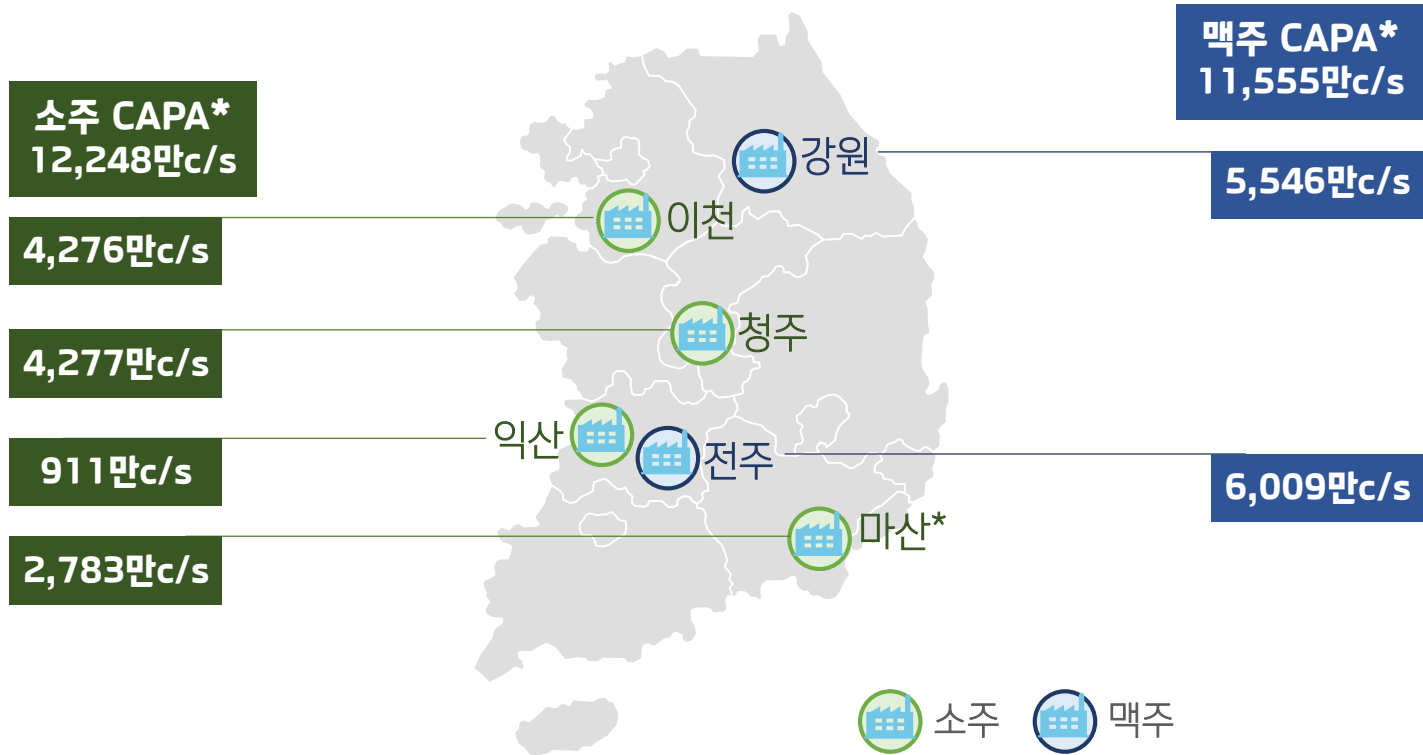 소주 CAPA*
12,248만c/s
맥주 CAPA*
11,555만c/s
강원
5,546만c/s
이천
4,276만c/s
청주
4,277만c/s
익산
911만c/s
전주
6,009만c/s
마산*
2,783만c/s
소주
맥주